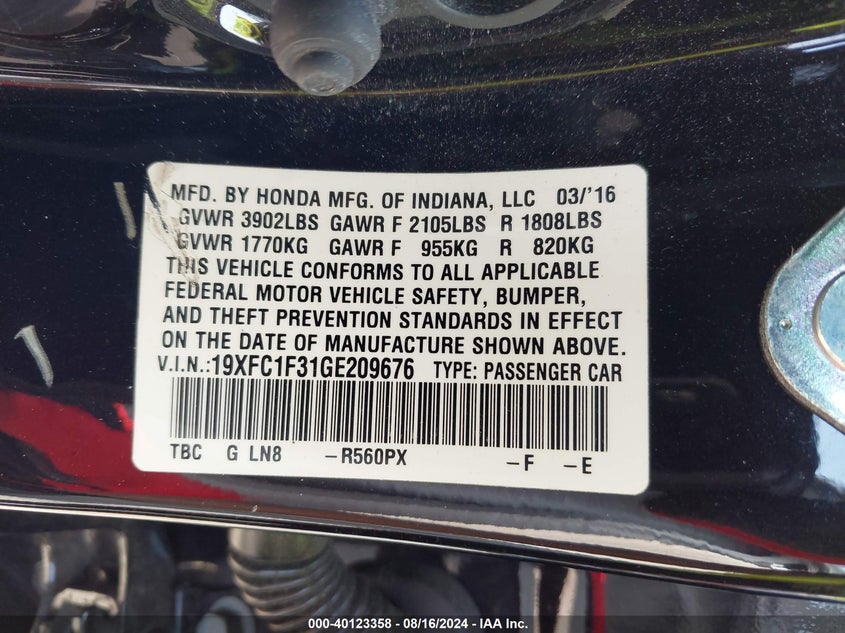 MFD. BY HONDA MFG. OF INDIANA, LLC 03/'16
GVWR 3902LBS GAWR F 2105LBS R 1808LBS
GVWR 1770KG GAWR F 955KG R 820KG
THIS VEHICLE CONFORMS TO ALL APPLICABLE
FEDERAL MOTOR VEHICLE SAFETY, BUMPER,
AND THEFT PREVENTION STANDARDS IN EFFECT
ON THE DATE OF MANUFACTURE SHOWN ABOVE.
V.I.N.:19XFC1F31GE209676 TYPE: PASSENGER CAR
TBC G LN8 -R560PX -F -E
000-40123358 - 08/16/2024 - IAA Inc.